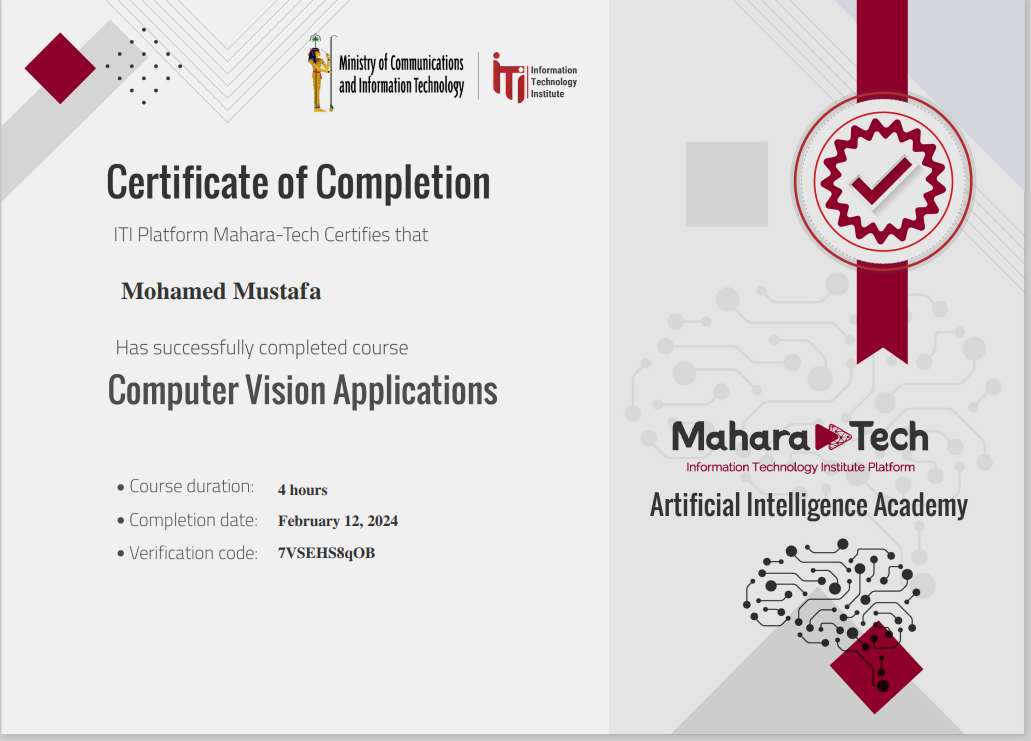 Ministry of Communications
and Information Technology
iTi
Information
Technology
Institute
Certificate of Completion
ITI Platform Mahara-Tech Certifies that
Mohamed Mustafa
Has successfully completed course
Computer Vision Applications
• Course duration: 4 hours
• Completion date: February 12, 2024
• Verification code: 7VSEHS8qOB
Mahara Tech
Information Technology Institute Platform
Artificial Intelligence Academy